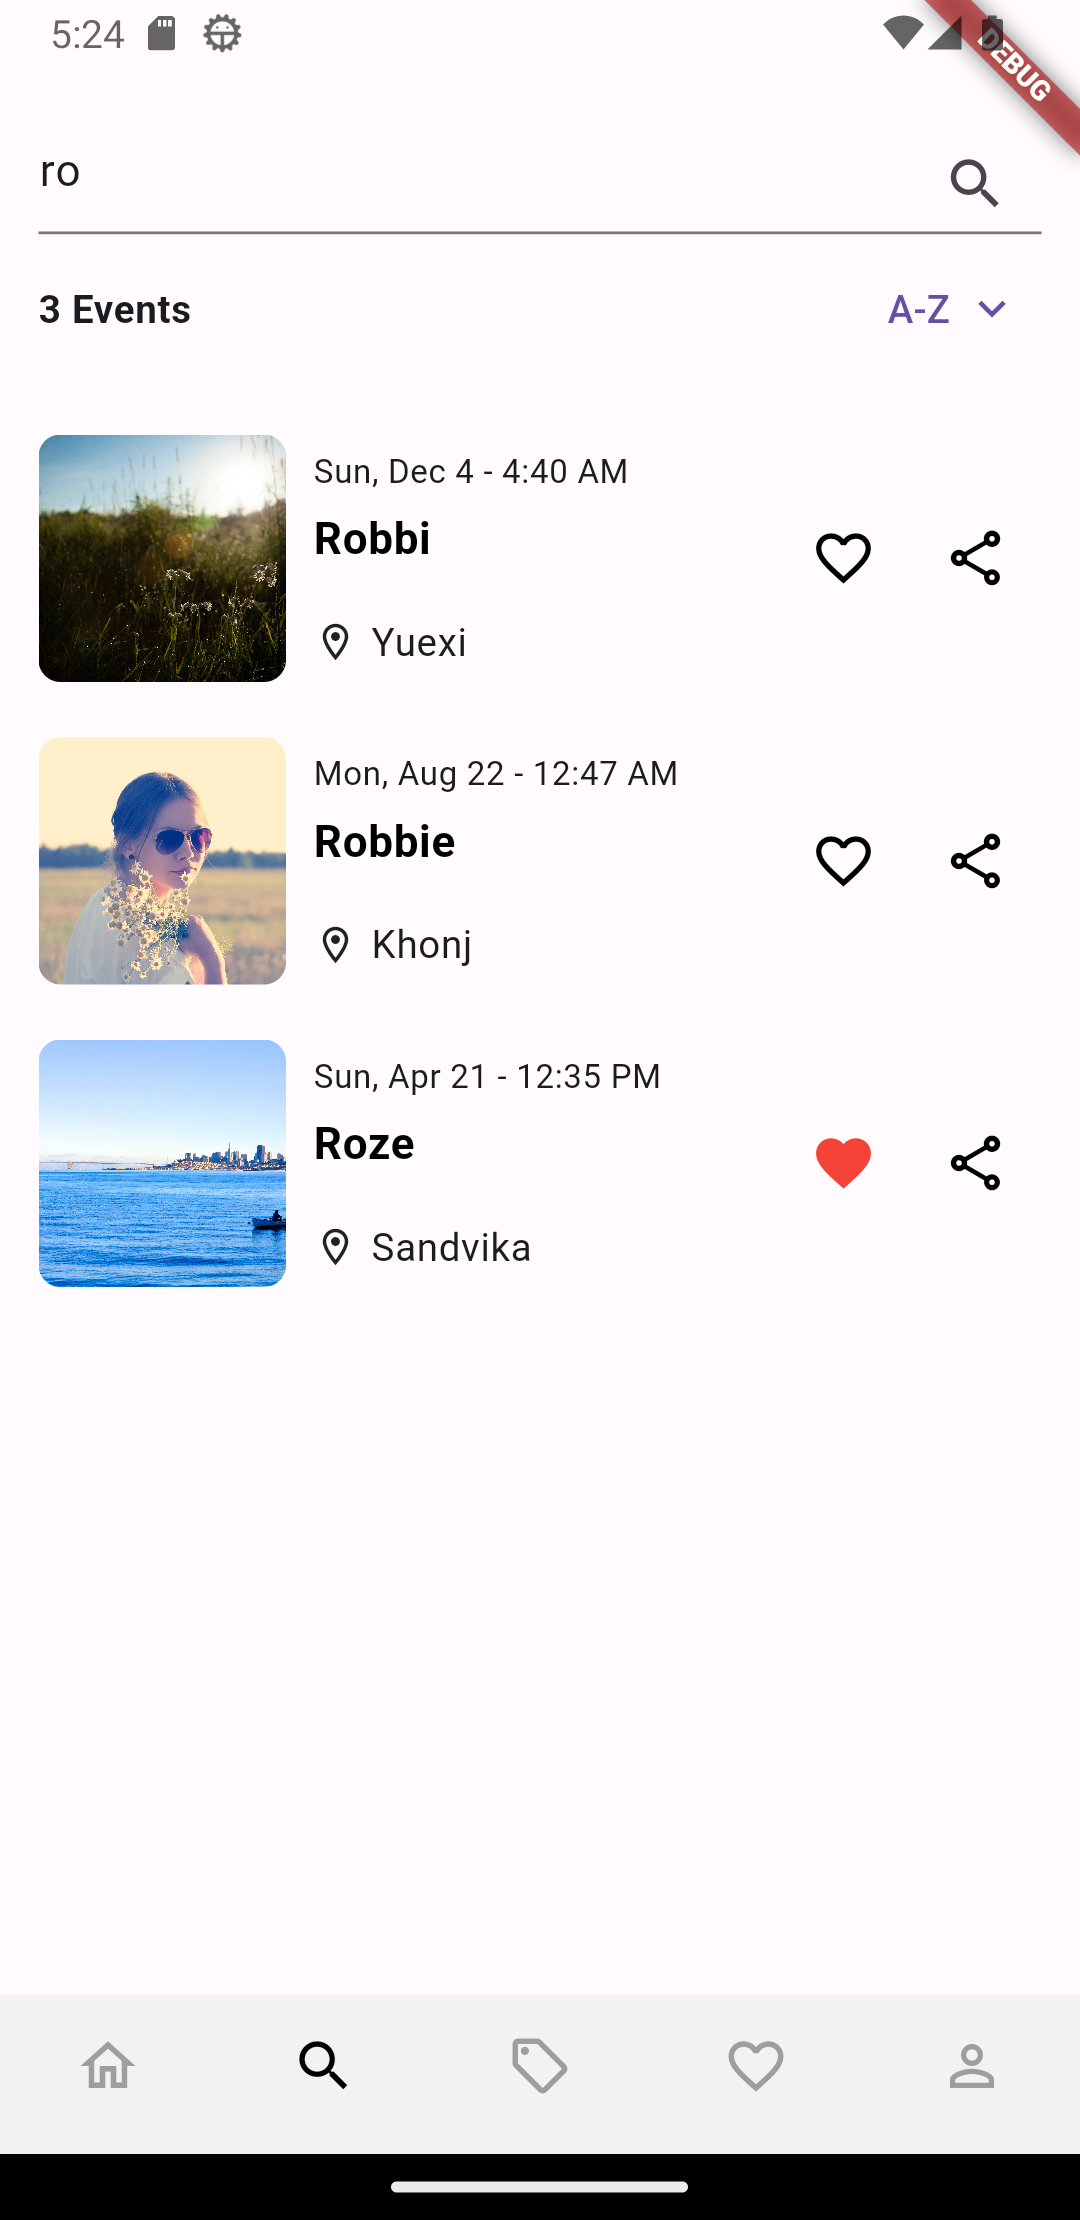 5:24
DEBUG
ro
3 Events
A-Z
Sun, Dec 4 - 4:40 AM
Robbi
Yuexi
Mon, Aug 22 - 12:47 AM
Robbie
Khonj
Sun, Apr 21 - 12:35 PM
Roze
Sandvika